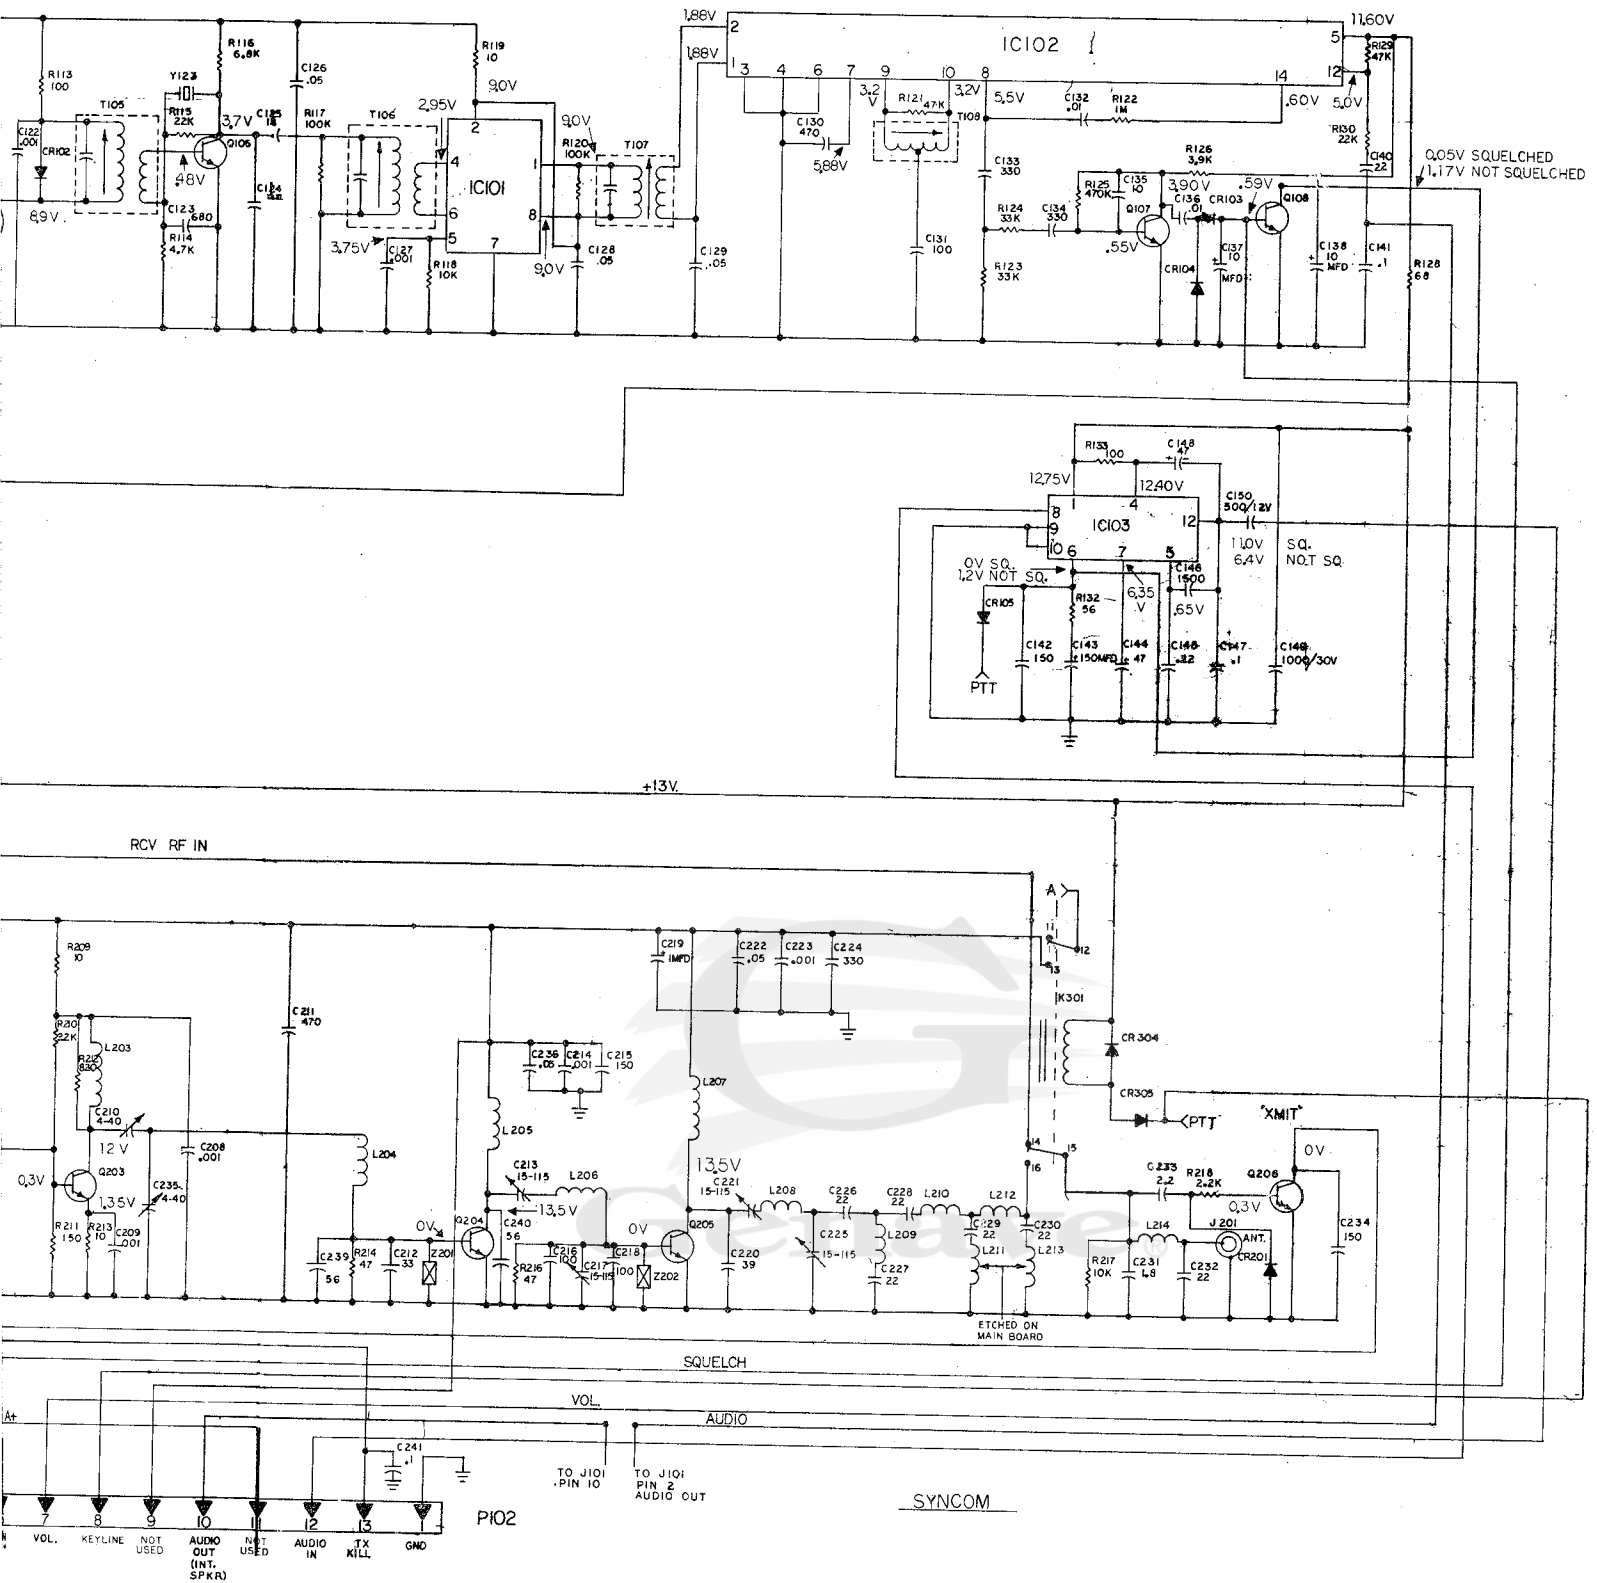 1.88V
2
IC102
11.60V
5
R129
47K
R113
100
Y123
R116
6.8K
C126
.05
R119
10
1.88V
1
3
4
6
7
9
10
8
14
12
9.0V
3.2
V
R121
47K
3.2V
5.5V
C132
.01
R122
1M
.60V
5.0V
T105
R115
22K
3.7V
C125
R117
100K
T106
2.95V
2
9.0V
C130
470
T108
R130
22K
C122
.001
CR102
Q106
4
IC101
1
R120
100K
T107
5.88V
C133
330
R126
3.9K
C140
.22
0.05V SQUELCHED
1.17V NOT SQUELCHED
.48V
C124
6
8
R125
470K
C135
10
3.90V
.59V
8.9V
C123
680
R114
4.7K
5
7
3.75V
C127
.001
R118
10K
9.0V
C128
.05
C129
.05
C131
100
R124
33K
C134
330
Q107
C136
.01
CR103
Q108
.55V
R123
33K
CR104
C137
10
MFD
C138
10
MFD
C141
.1
R128
68
R133
100
C148
47
12.75V
12.40V
1
4
8
9
10
IC103
12
6
7
5
C150
500/12V
11.0V SQ.
6.4V NOT SQ
0V SQ.
1.2V NOT SQ.
CR105
R132
56
6.35
V
C146
1500
.65V
C142
150
C143
150MFD
C144
47
C145
C147
.1
1000/30V
PTT
+13V
RCV RF IN
A
11
12
13
K301
R209
10
C211
470
C219
1MFD
C222
.05
C223
.001
C224
330
R210
2.2K
L203
R212
820
C236
.05
C214
.001
C215
150
L207
CR304
CR305
PTT
"XMIT"
C210
4-40
12V
C208
.001
L204
L205
14
15
16
0V
0.3V
Q203
C235
4-40
1.35V
R211
150
R213
10
C209
.001
C213
15-115
L206
13.5V
13.5V
C221
15-115
L208
C226
22
C228
22
L210
L212
C233
2.2
R218
2.2K
Q206
0.3V
0V
Q204
C240
56
0V
Q205
C225
15-115
L209
C229
22
C230
22
L214
J201
ANT.
C234
150
C239
56
R214
47
C212
33
Z201
R216
47
C216
100
C217
15-115
C218
100
Z202
C220
39
C227
22
L211
L213
R217
10K
C231
1.8
C232
22
CR201
ETCHED ON
MAIN BOARD
Genave ®
SQUELCH
VOL.
A+
AUDIO
C241
.1
TO J101
PIN 10
TO J101
PIN 2
AUDIO OUT
SYNCOM
7
8
9
10
11
12
13
1
P102
VOL.
KEYLINE
NOT
USED
AUDIO
OUT
(INT.
SPKR)
NOT
USED
AUDIO
IN
TX
KILL
GND